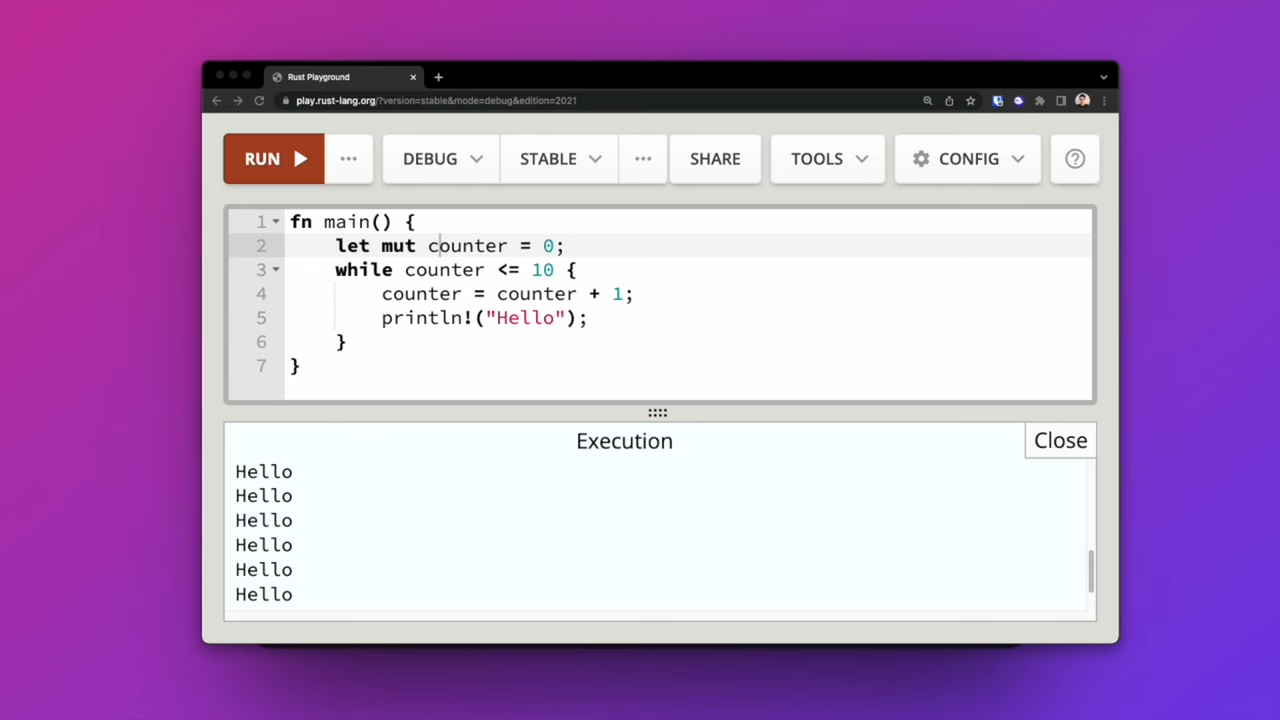 Rust Playground
play.rust-lang.org/?version=stable&mode=debug&edition=2021
RUN ... DEBUG STABLE ... SHARE TOOLS CONFIG ?
1 fn main() {
2 let mut counter = 0;
3 while counter <= 10 {
4 counter = counter + 1;
5 println!("Hello");
6 }
7 }
Execution Close
Hello
Hello
Hello
Hello
Hello
Hello